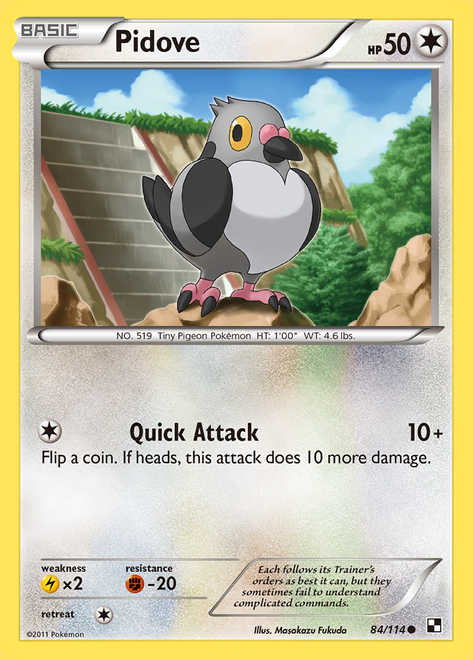 BASIC Pidove HP50
NO. 519 Tiny Pigeon Pokémon HT: 1'00" WT: 4.6 lbs.
Quick Attack 10+
Flip a coin. If heads, this attack does 10 more damage.
weakness resistance
×2 -20
retreat
Each follows its Trainer's
orders as best it can, but they
sometimes fail to understand
complicated commands.
©2011 Pokémon Illus. Masakazu Fukuda 84/114